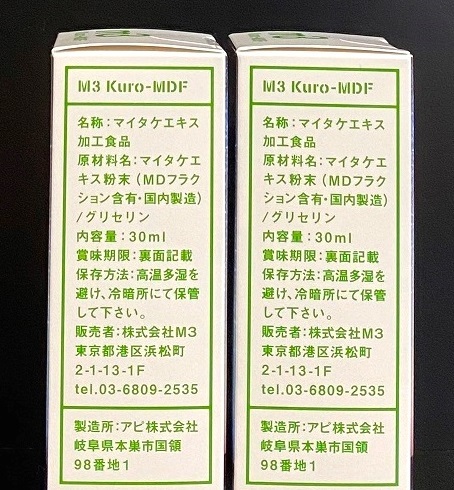 M3 Kuro-MDF
名称：マイタケエキス
加工食品
原材料名：マイタケエ
キス粉末（MDフラク
ション含有・国内製造）
/グリセリン
内容量：30ml
賞味期限：裏面記載
保存方法：高温多湿を
避け、冷暗所にて保管
して下さい。
販売者：株式会社M3
東京都港区浜松町
2-1-13-1F
tel.03-6809-2535
製造所：アピ株式会社
岐阜県本巣市国領
98番地1
M3 Kuro-MDF
名称：マイタケエキス
加工食品
原材料名：マイタケエ
キス粉末（MDフラク
ション含有・国内製造）
/グリセリン
内容量：30ml
賞味期限：裏面記載
保存方法：高温多湿を
避け、冷暗所にて保管
して下さい。
販売者：株式会社M3
東京都港区浜松町
2-1-13-1F
tel.03-6809-2535
製造所：アピ株式会社
岐阜県本巣市国領
98番地1